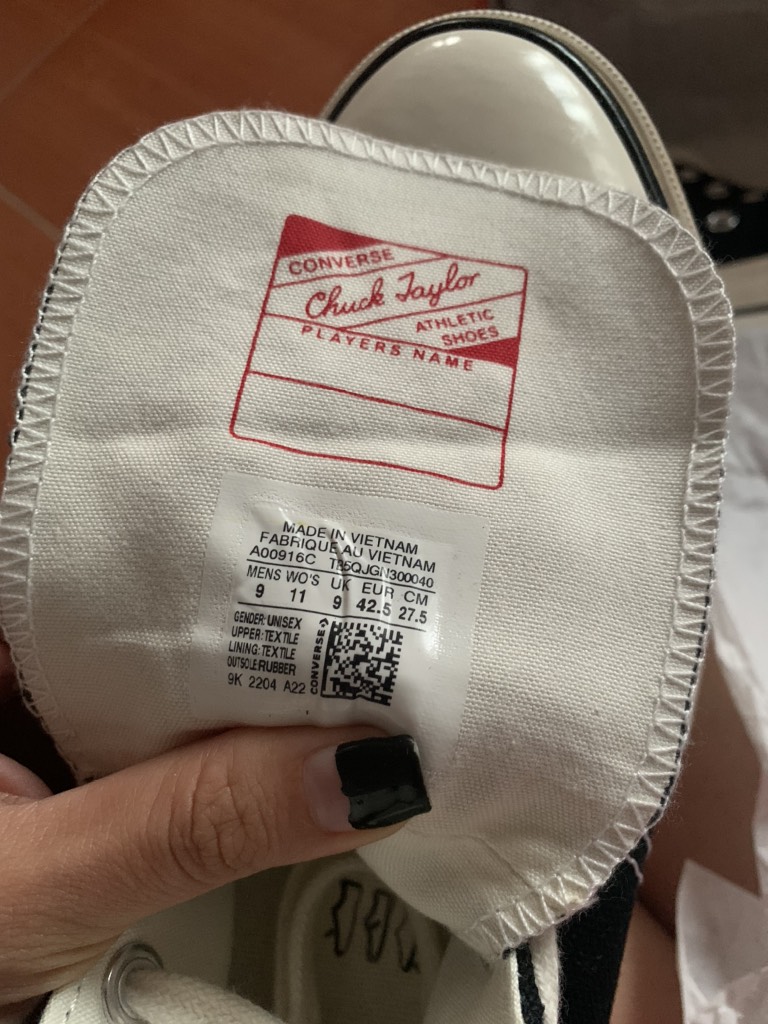 CONVERSE
Chuck Taylor
ATHLETIC
SHOES
PLAYERS NAME
MADE IN VIETNAM
FABRIQUE AU VIETNAM
A00916C
MENS WO'S UK EUR CM
9 11 9 42.5 27.5
GENDER: UNISEX
UPPER: TEXTILE
LINING: TEXTILE
OUTSOLE: RUBBER
9K 2204 A22
CONVERSE